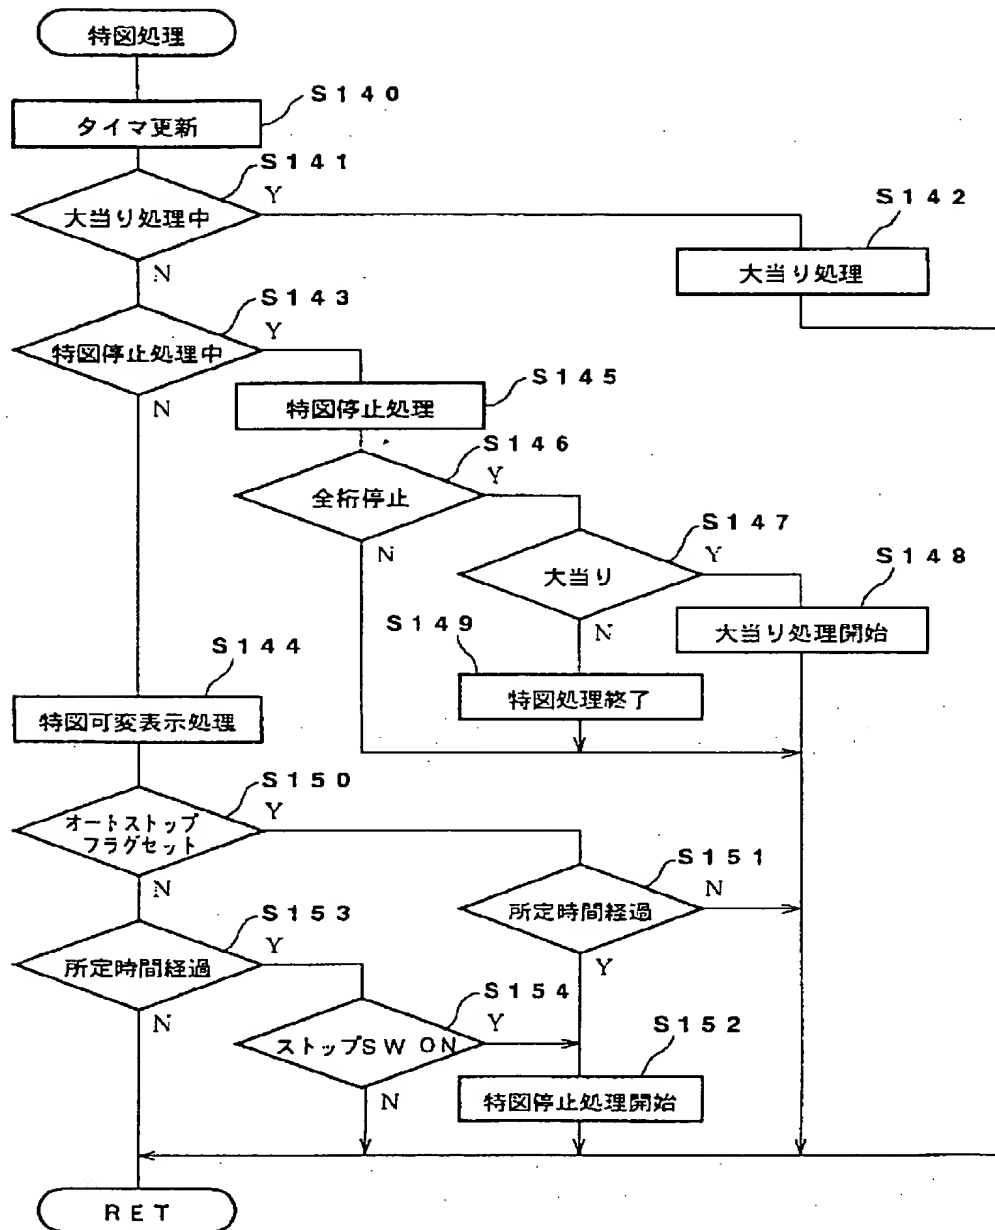 特図処理
S140
タイマ更新
S141
大当り処理中
Y
N
S142
大当り処理
S143
特図停止処理中
Y
N
S145
特図停止処理
S146
全桁停止
Y
N
S147
大当り
Y
N
S148
大当り処理開始
S149
特図処理終了
S144
特図可変表示処理
S150
オートストップ
フラグセット
Y
N
S151
所定時間経過
N
Y
S153
所定時間経過
Y
N
S154
ストップSW ON
Y
N
S152
特図停止処理開始
RET